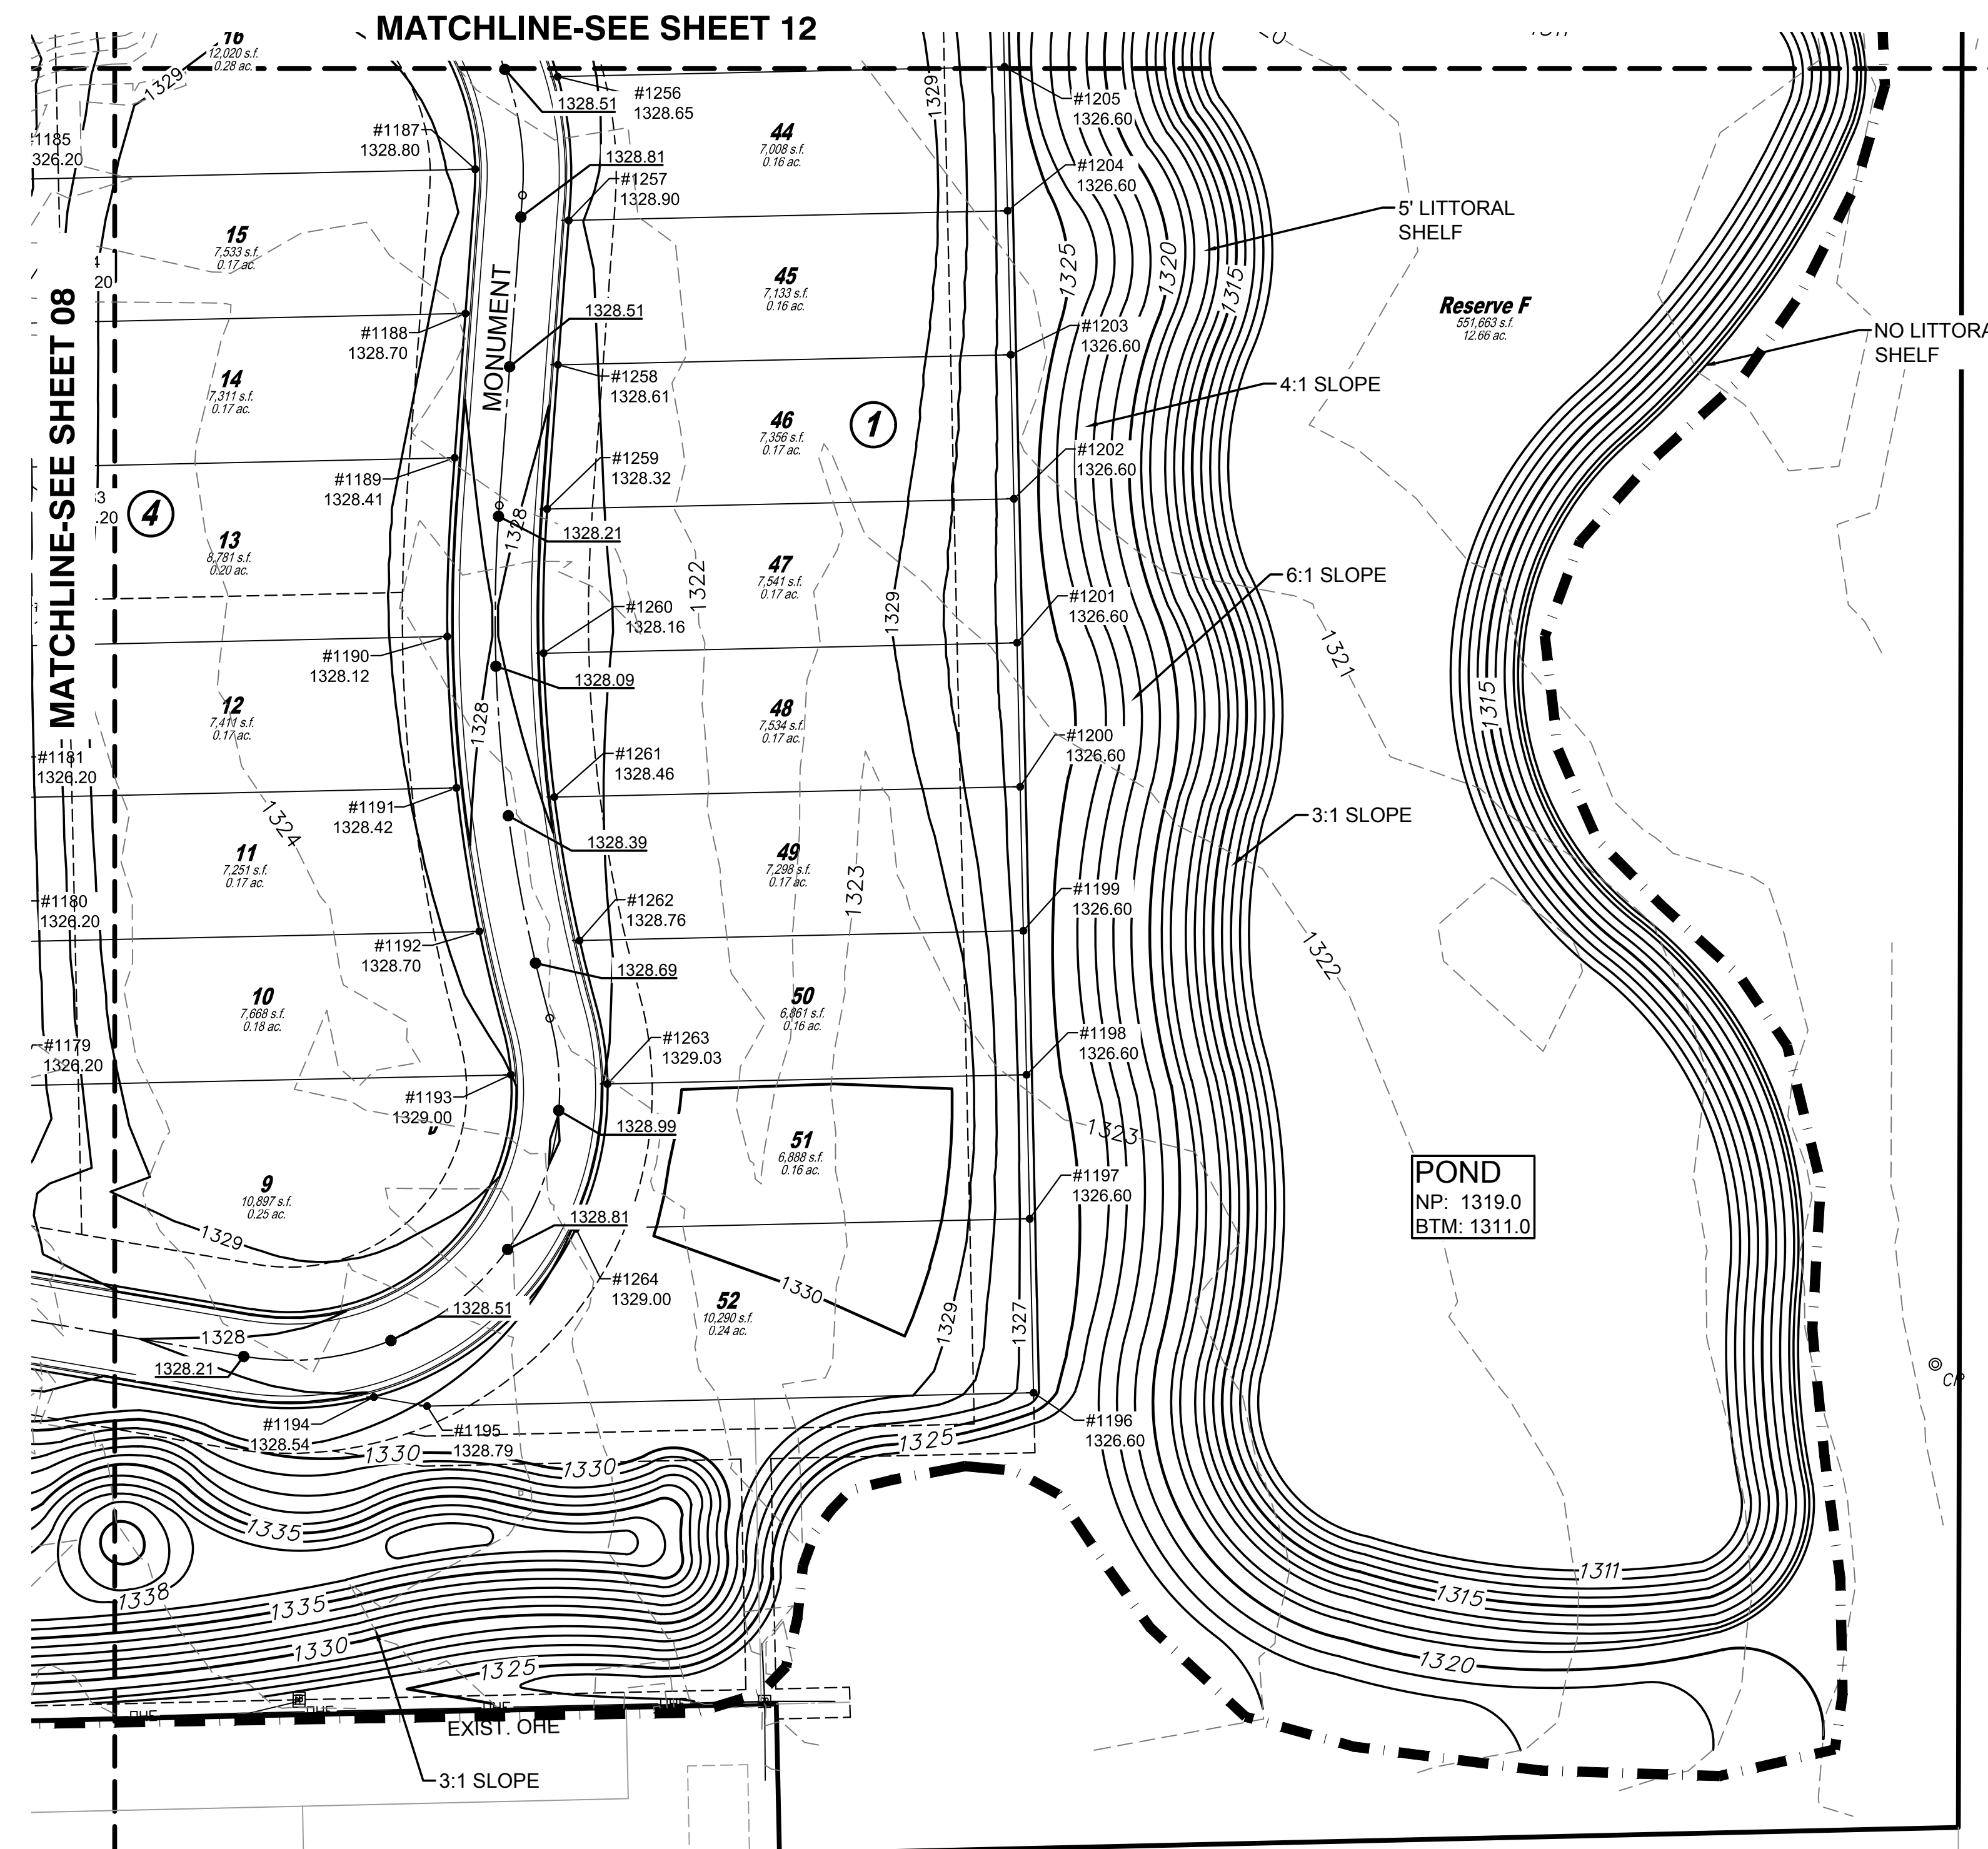 MATCHLINE-SEE SHEET 12
16
12,020 s.f.
0.28 ac.
1329
#1256
1328.65
1328.51
#1187
1328.80
1328.81
#1257
1328.90
44
7,008 s.f.
0.16 ac.
1329
#1205
1326.60
#1204
1326.60
5' LITTORAL
SHELF
#1185
326.20
15
7,533 s.f.
0.17 ac.
MATCHLINE-SEE SHEET 08
20
#1188
1328.70
MONUMENT
1328.51
45
7,133 s.f.
0.16 ac.
1325
1320
1315
#1203
1326.60
Reserve F
551,663 s.f.
12.66 ac.
NO LITTORA
SHELF
14
7,311 s.f.
0.17 ac.
#1258
1328.61
46
7,356 s.f.
0.17 ac.
1
4:1 SLOPE
#1189
1328.41
#1259
1328.32
#1202
1326.60
3
.20
4
13
8,781 s.f.
0.20 ac.
1328
1328.21
47
7,541 s.f.
0.17 ac.
1322
1329
6:1 SLOPE
#1260
1328.16
#1201
1326.60
1321
#1190
1328.12
1328.09
1315
12
7,411 s.f.
0.17 ac.
1328
48
7,534 s.f.
0.17 ac.
#1200
1326.60
#1181
1326.20
#1261
1328.46
#1191
1328.42
1324
1328.39
3:1 SLOPE
11
7,251 s.f.
0.17 ac.
49
7,298 s.f.
0.17 ac.
1323
#1180
1326.20
#1262
1328.76
#1199
1326.60
#1192
1328.70
1328.69
1322
10
7,668 s.f.
0.18 ac.
50
6,861 s.f.
0.16 ac.
#1179
1326.20
#1263
1329.03
#1198
1326.60
#1193
1329.00
1328.99
1323
51
6,888 s.f.
0.16 ac.
#1197
1326.60
POND
NP: 1319.0
BTM: 1311.0
9
10,897 s.f.
0.25 ac.
1329
1328.81
#1264
1329.00
1330
52
10,290 s.f.
0.24 ac.
1329
1327
1328.51
1328
1328.21
CP
#1194
1328.54
#1195
1328.79
#1196
1326.60
1325
1330
1330
1335
1338
1335
1330
1325
1311
1315
1320
OHE
OHE
OHE
OHE
EXIST. OHE
3:1 SLOPE